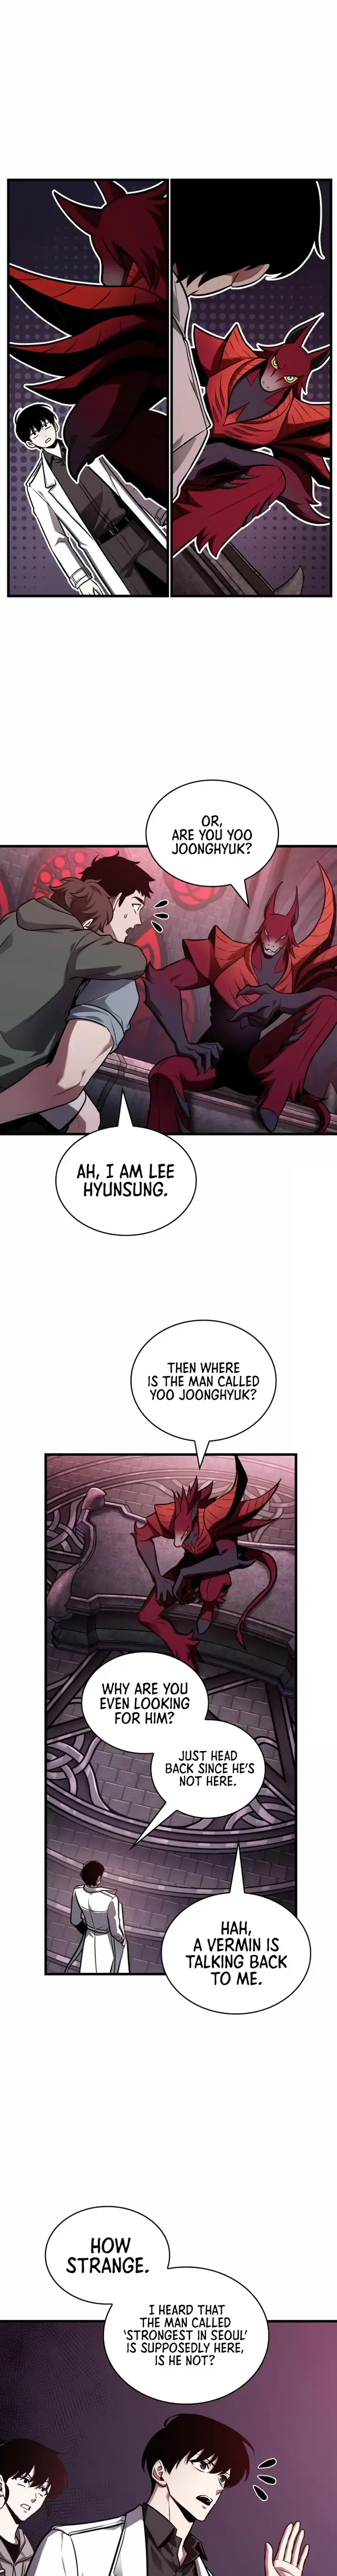 OR,
ARE YOU YOO
JOONGHYUK?
AH, I AM LEE
HYUNSUNG.
THEN WHERE
IS THE MAN CALLED
YOO JOONGHYUK?
WHY ARE YOU
EVEN LOOKING
FOR HIM?
JUST HEAD
BACK SINCE HE'S
NOT HERE.
HAH,
A VERMIN IS
TALKING BACK
TO ME.
HOW
STRANGE.
I HEARD THAT
THE MAN CALLED
'STRONGEST IN SEOUL'
IS SUPPOSEDLY HERE,
IS HE NOT?